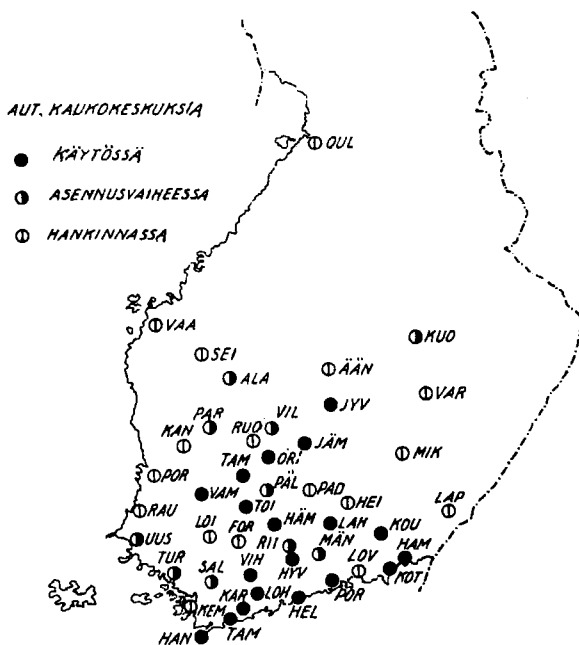 AUT. KAUKOKESKUKSIA
KÄYTÖSSÄ
ASENNUSVAIHEESSA
HANKINNASSA
OUL
VAA
KUO
SEI
ÄÄN
ALA
VAR
JYV
PAR
VIL
RUO
KAN
JÄM
MIK
TAM
ÖRI
POR
PÄL
PAD
VAM
HEI
TOI
RAU
LAP
HÄM
LAH
KOU
LOI
FOR
UUS
RII
MÄN
HAM
TUR
LOV
VIH
HYV
KOT
SAL
POR
LOH
KAR
HEL
KEM
TAM
HAN